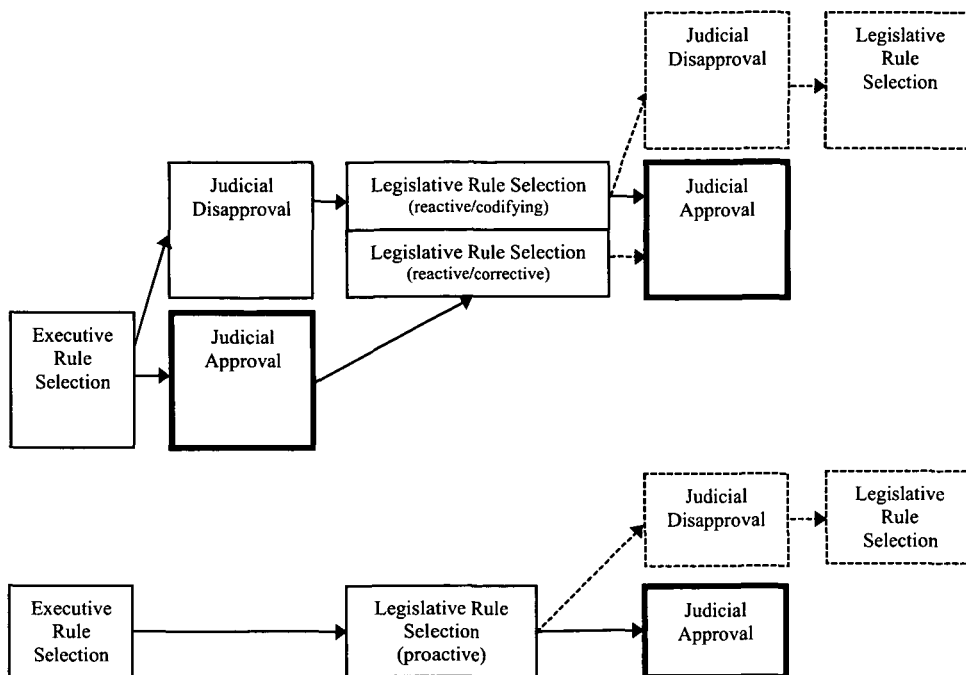 Judicial
Disapproval
Legislative
Rule
Selection
Judicial
Disapproval
Legislative Rule Selection
(reactive/codifying)
Legislative Rule Selection
(reactive/corrective)
Judicial
Approval
Executive
Rule
Selection
Judicial
Approval
Judicial
Disapproval
Legislative
Rule
Selection
Executive
Rule
Selection
Legislative Rule
Selection
(proactive)
Judicial
Approval